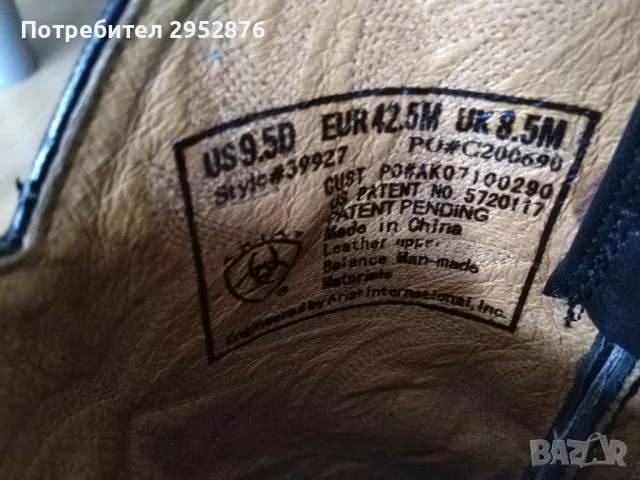 Потребител 2952876
US 9.5D EUR 42.5M UK 8.5M
Style #39927 PO#C200690
CUST PO#AK07100290
US PATENT NO 5720117
PATENT PENDING
Made in China
Leather upper
Balance Man-made
Materials
ARIAT
®
Engineered by Ariat International, Inc.
BAZAR